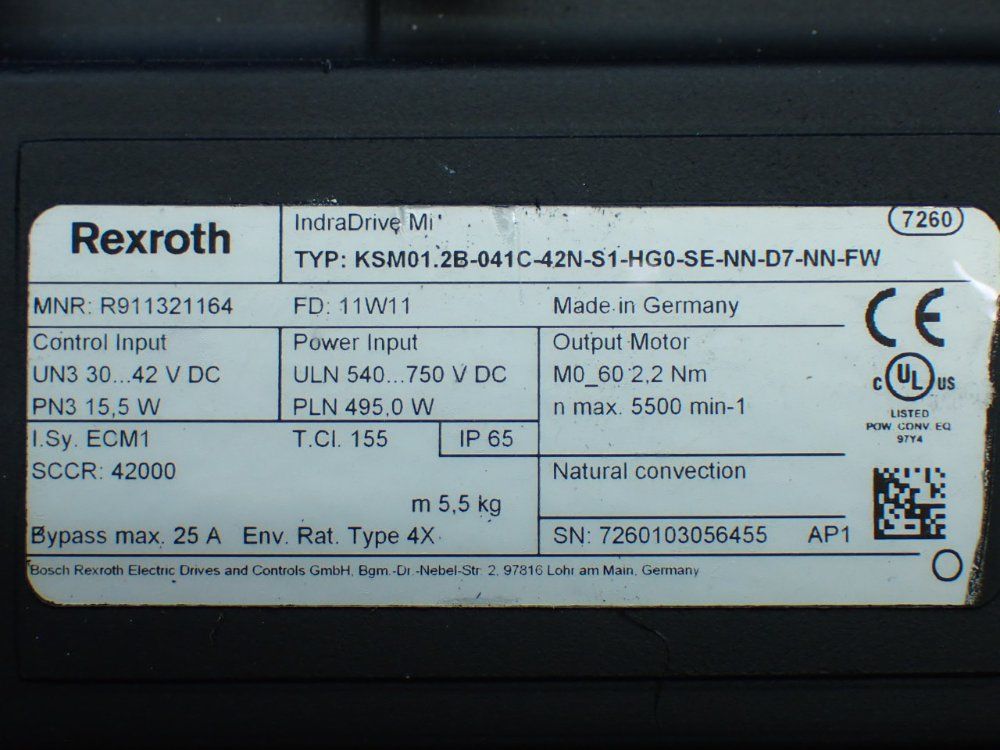 Rexroth
IndraDrive Mi
7260
TYP: KSM01.2B-041C-42N-S1-HG0-SE-NN-D7-NN-FW
MNR: R911321164
FD: 11W11
Made in Germany
CE
Control Input
UN3 30...42 V DC
PN3 15,5 W
Power Input
ULN 540...750 V DC
PLN 495,0 W
Output Motor
M0_60 2,2 Nm
n max. 5500 min-1
C UL US
LISTED
POW. CONV. EQ.
97Y4
I.Sy. ECM1
T.Cl. 155
IP 65
SCCR: 42000
Natural convection
m 5,5 kg
Bypass max. 25 A
Env. Rat. Type 4X
SN: 7260103056455
AP1
Bosch Rexroth Electric Drives and Controls GmbH, Bgm.-Dr.-Nebel-Str. 2, 97816 Lohr am Main, Germany